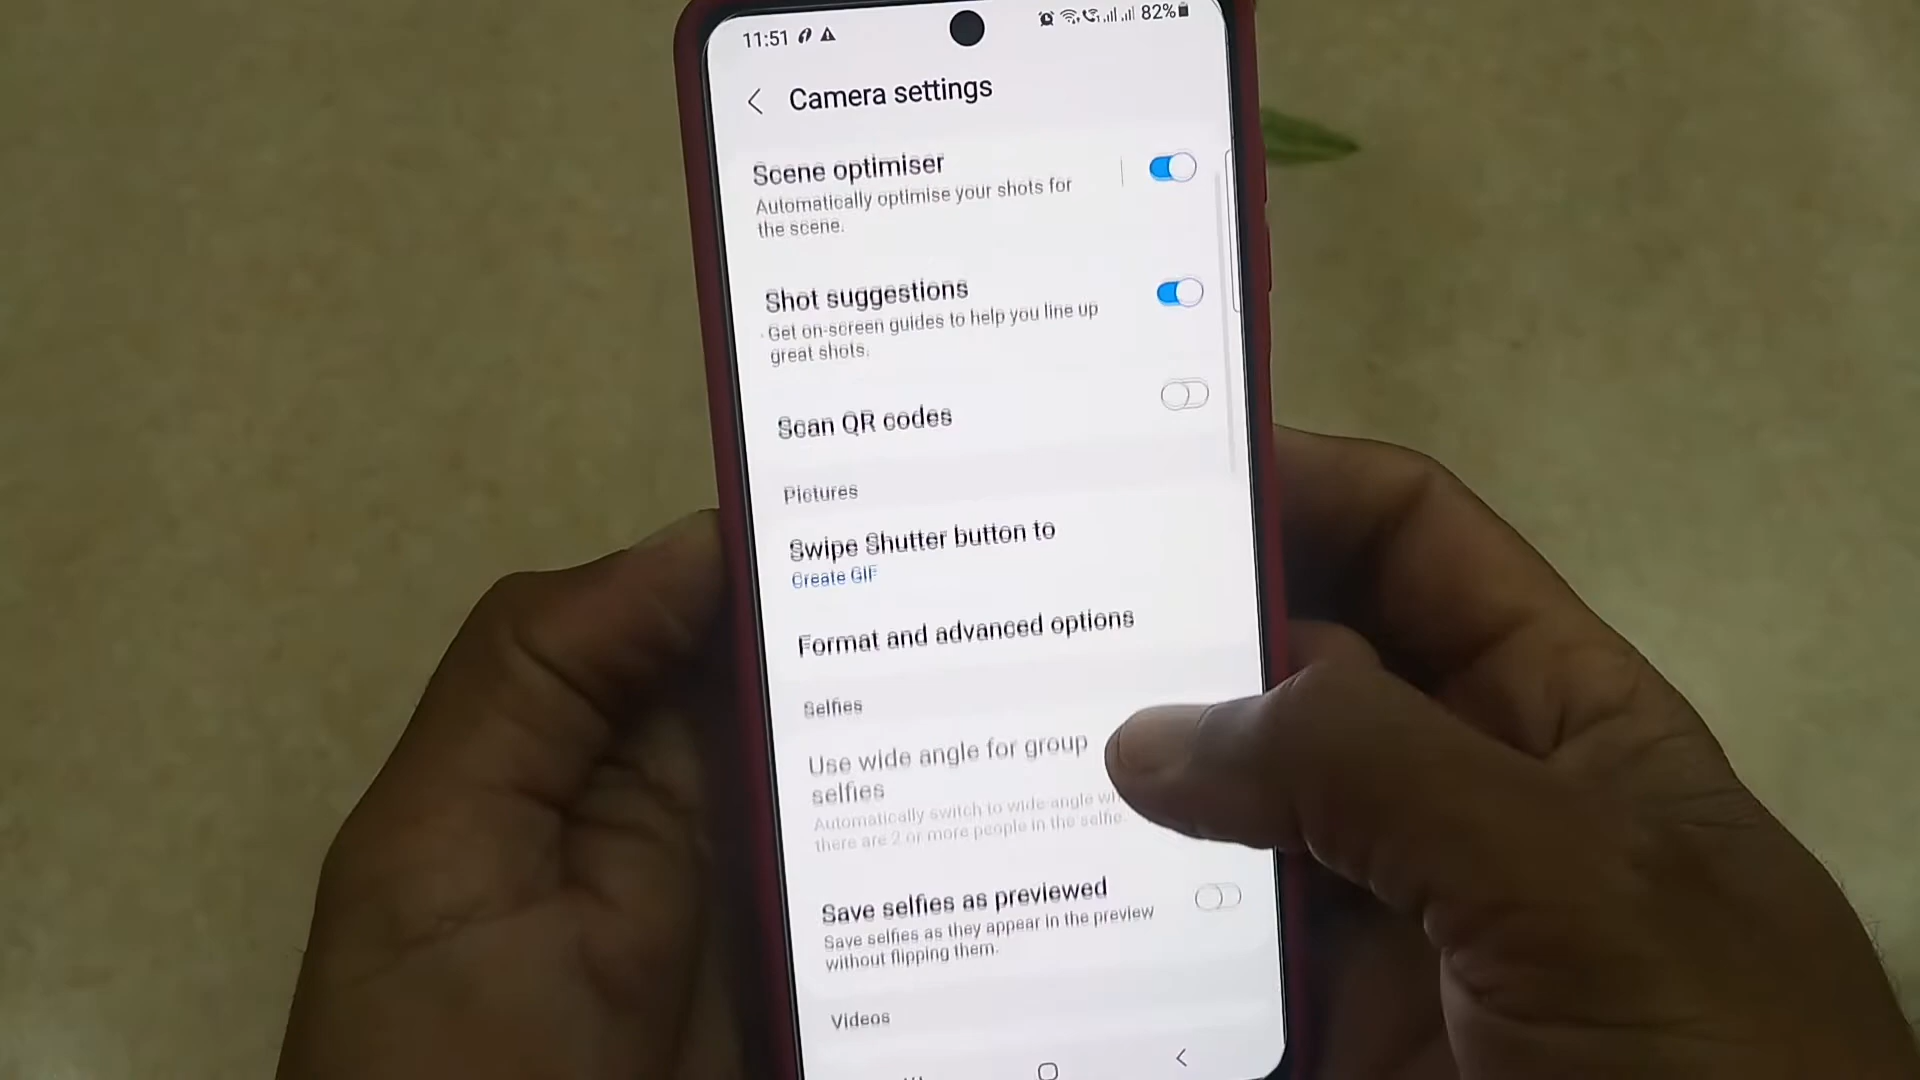 11:51 82%
Camera settings
Scene optimiser
Automatically optimise your shots for
the scene.
Shot suggestions
Get on-screen guides to help you line up
great shots.
Scan QR codes
Pictures
Swipe Shutter button to
Create GIF
Format and advanced options
Selfies
Use wide angle for group
selfies
Automatically switch to wide-angle
there are 2 or more people in the selfie.
Save selfies as previewed
Save selfies as they appear in the preview
without flipping them.
Videos